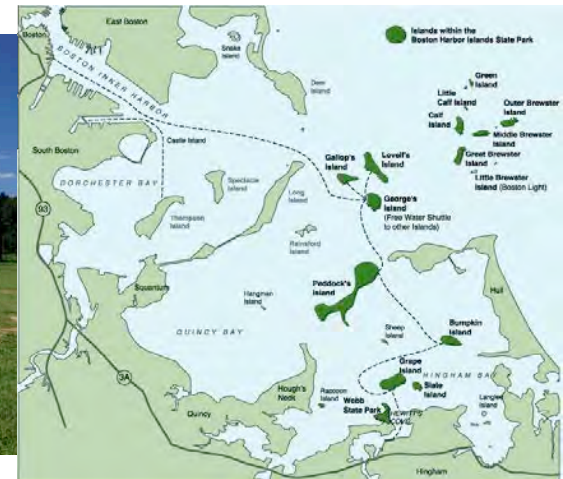 East Boston
Boston
BOSTON INNER HARBOR
Snake
Island
Deer
Island
Islands within the
Boston Harbor Islands State Park
Green
Island
Little
Calf Island
Outer Brewster
Island
Calf
Island
Middle Brewster
Island
Great Brewster
Island
Little Brewster
Island (Boston Light)
South Boston
Castle Island
DORCHESTER BAY
93
Spectacle
Island
Long
Island
Thompson
Island
Gallop's
Island
Lovell's
Island
George's
Island
(Free Water Shuttle
to other Islands)
Rainsford
Island
Squantum
Hangman
Island
Peddock's
Island
QUINCY BAY
Sheep
Island
Hull
Bumpkin
Island
HINGHAM BAY
3A
Hough's
Neck
Grape
Island
Slate
Island
Raccoon
Island
Webb
State Park
HEWITT'S
COVE
Langlee
Island
Quincy
Hingham